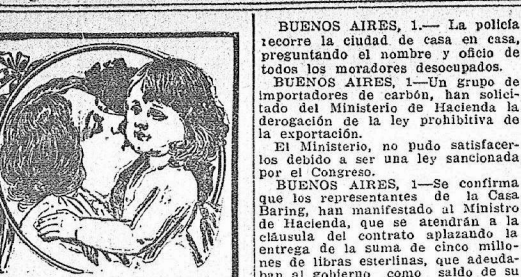 BUENOS AIRES, 1.— La policía
recorre la ciudad de casa en casa,
preguntando el nombre y oficio de
todos los moradores desocupados.
BUENOS AIRES, 1—Un grupo de
importadores de carbón, han solici-
tado del Ministerio de Hacienda la
derogación de la ley prohibitiva de
la exportación.
El Ministerio, no pudo satisfacer-
los debido a ser una ley sancionada
por el Congreso.
BUENOS AIRES, 1—Se confirma
que los representantes de la Casa
Baring, han manifestado al Ministro
de Hacienda, que se atendrán a la
cláusula del contrato aplazando la
entrega de la suma de cinco millo-
nes de libras esterlinas, que adeuda-
ban al gobierno como saldo de su